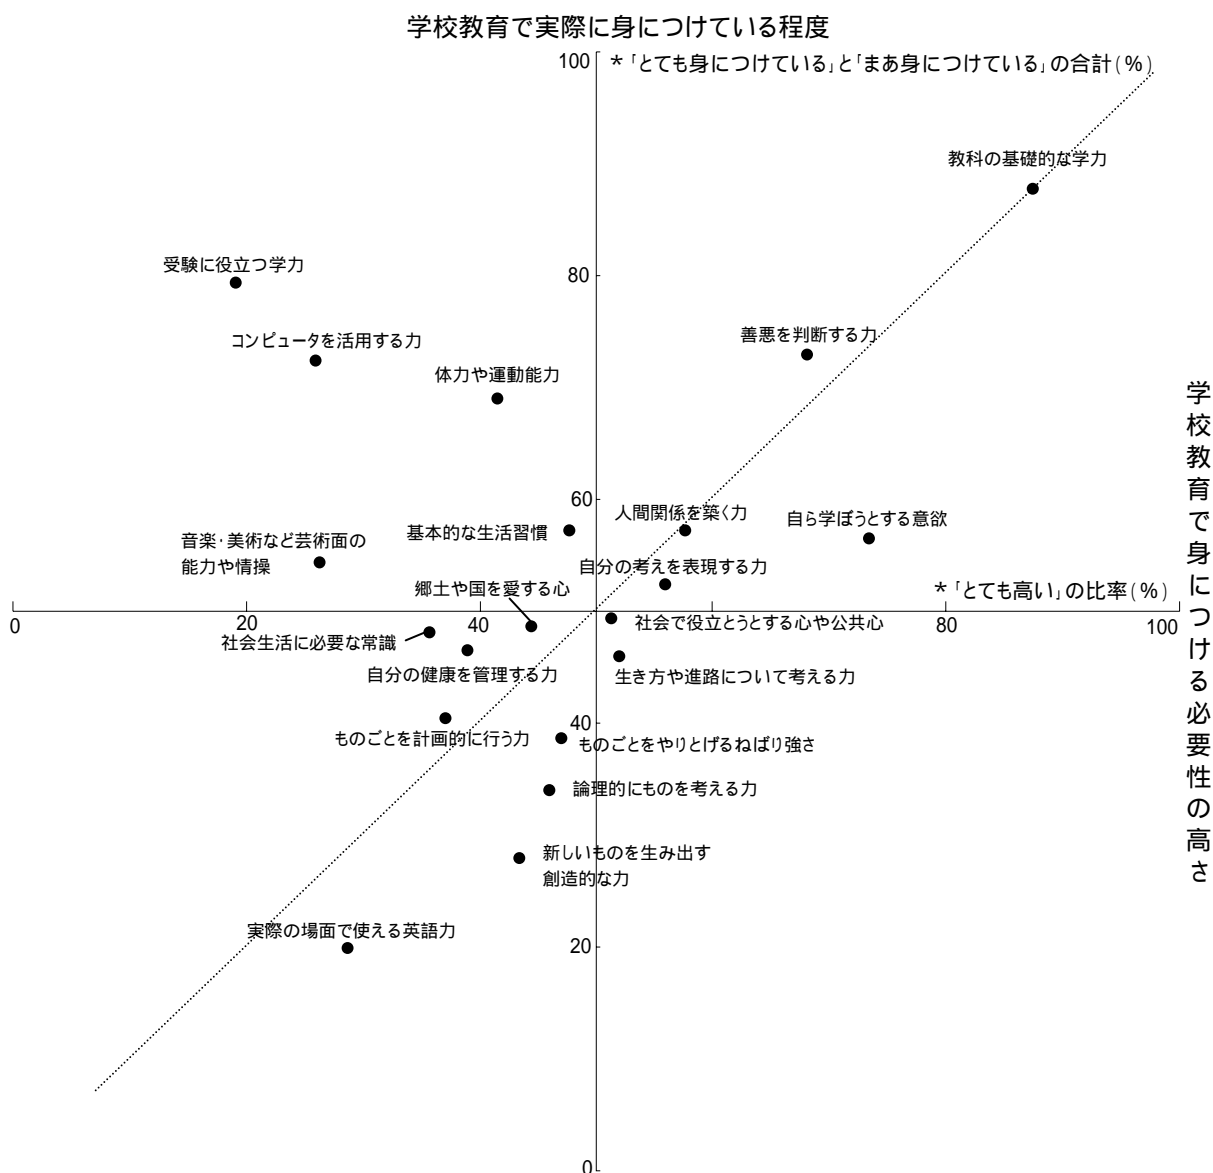 学校教育で実際に身につけている程度
100
*「とても身につけている」と「まあ身につけている」の合計(%)
教科の基礎的な学力
受験に役立つ学力
80
コンピュータを活用する力
善悪を判断する力
体力や運動能力
60
人間関係を築く力
自ら学ぼうとする意欲
基本的な生活習慣
音楽・美術など芸術面の
能力や情操
自分の考えを表現する力
郷土や国を愛する心
*「とても高い」の比率(%)
0
20
40
80
100
社会で役立とうとする心や公共心
社会生活に必要な常識
自分の健康を管理する力
生き方や進路について考える力
40
ものごとを計画的に行う力
ものごとをやりとげるねばり強さ
論理的にものを考える力
新しいものを生み出す
創造的な力
実際の場面で使える英語力
20
0
学校教育で身につける必要性の高さ